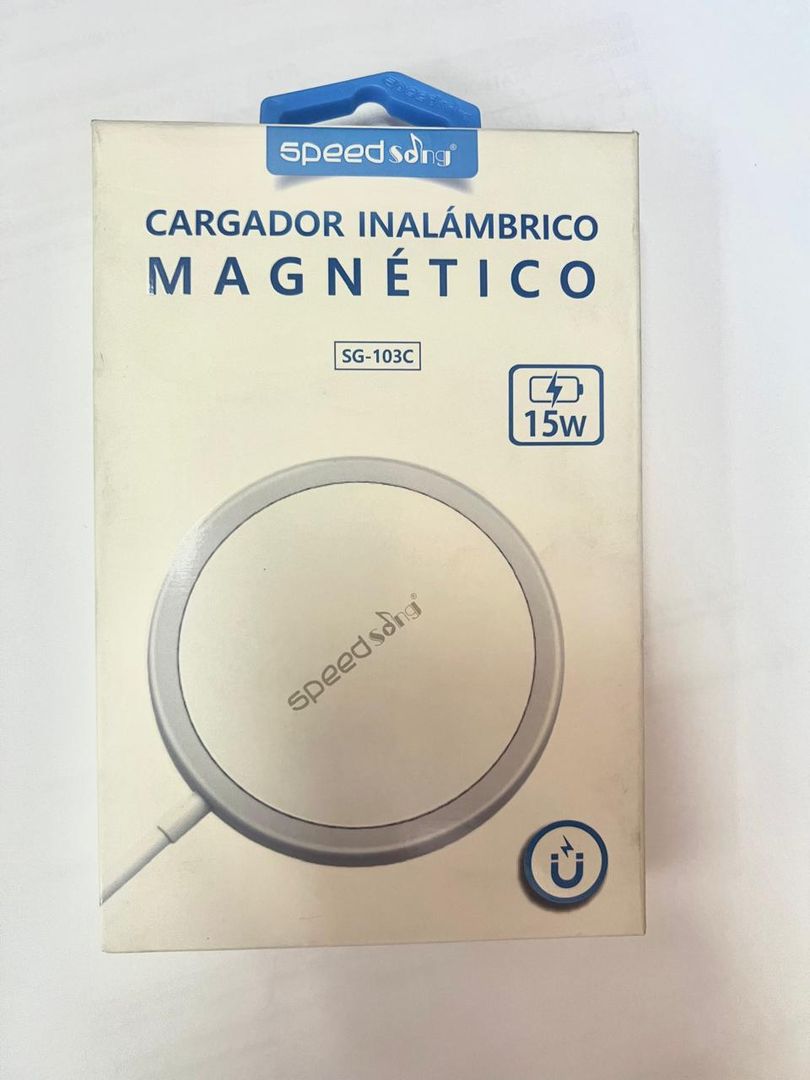 speedsong®
CARGADOR INALÁMBRICO
MAGNÉTICO
SG-103C
15W
speedsong®